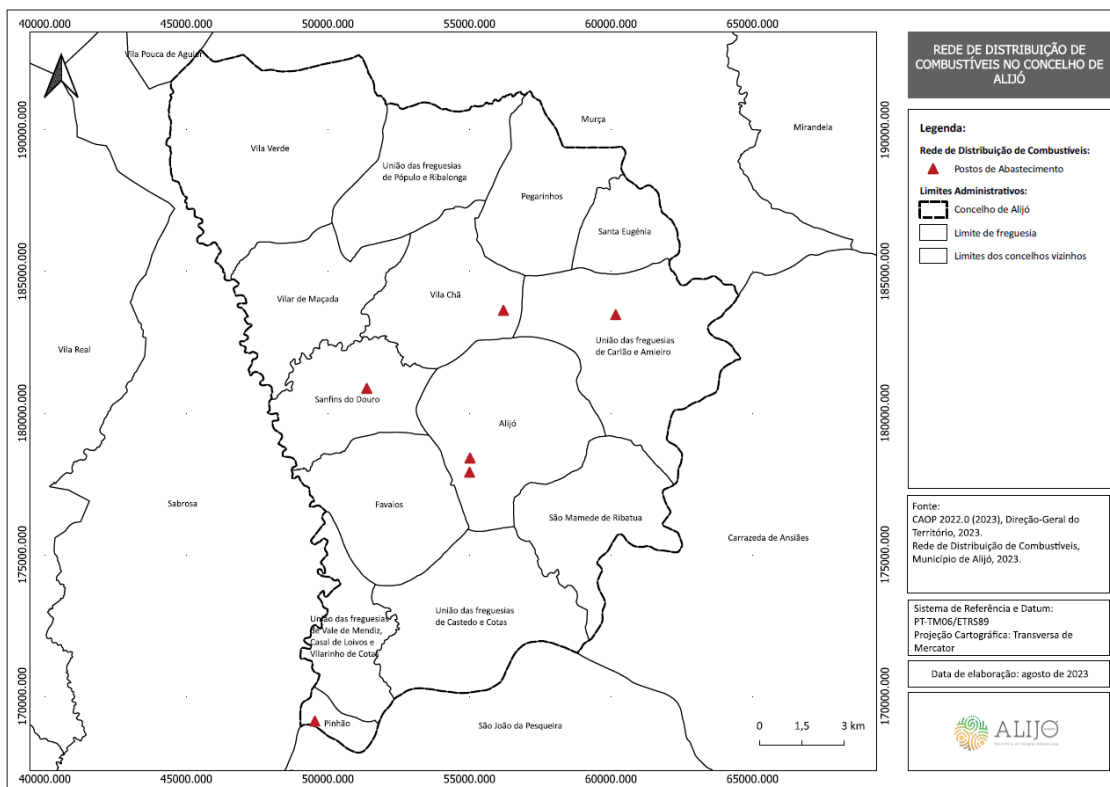 40000.000 45000.000 50000.000 55000.000 60000.000 65000.000
190000.000
185000.000
180000.000
175000.000
170000.000
Vila Pouca de Aguiar
Murça
Mirandela
Vila Verde
União das freguesias
de Pópulo e Ribalonga
Pegarinhos
Santa Eugénia
Vilar de Maçada
Vila Chã
União das freguesias
de Carlão e Amieiro
Vila Real
Sanfins do Douro
Alijó
Sabrosa
Favaios
São Mamede de Ribatua
Carrazeda de Ansiães
União das freguesias
de Castedo e Cotas
União das freguesias
de Vale de Mendiz,
Casal de Loivos e
Vilarinho de Cotas
Pinhão
São João da Pesqueira
0 1,5 3 km
190000.000
185000.000
180000.000
175000.000
170000.000
40000.000 45000.000 50000.000 55000.000 60000.000 65000.000
REDE DE DISTRIBUIÇÃO DE
COMBUSTÍVEIS NO CONCELHO DE
ALIJÓ
Legenda:
Rede de Distribuição de Combustíveis:
Postos de Abastecimento
Limites Administrativos:
Concelho de Alijó
Limite de freguesia
Limites dos concelhos vizinhos
Fonte:
CAOP 2022.0 (2023), Direção-Geral do
Território, 2023.
Rede de Distribuição de Combustíveis,
Município de Alijó, 2023.
Sistema de Referência e Datum:
PT-TM06/ETRS89
Projeção Cartográfica: Transversa de
Mercator
Data de elaboração: agosto de 2023
ALIJÓ